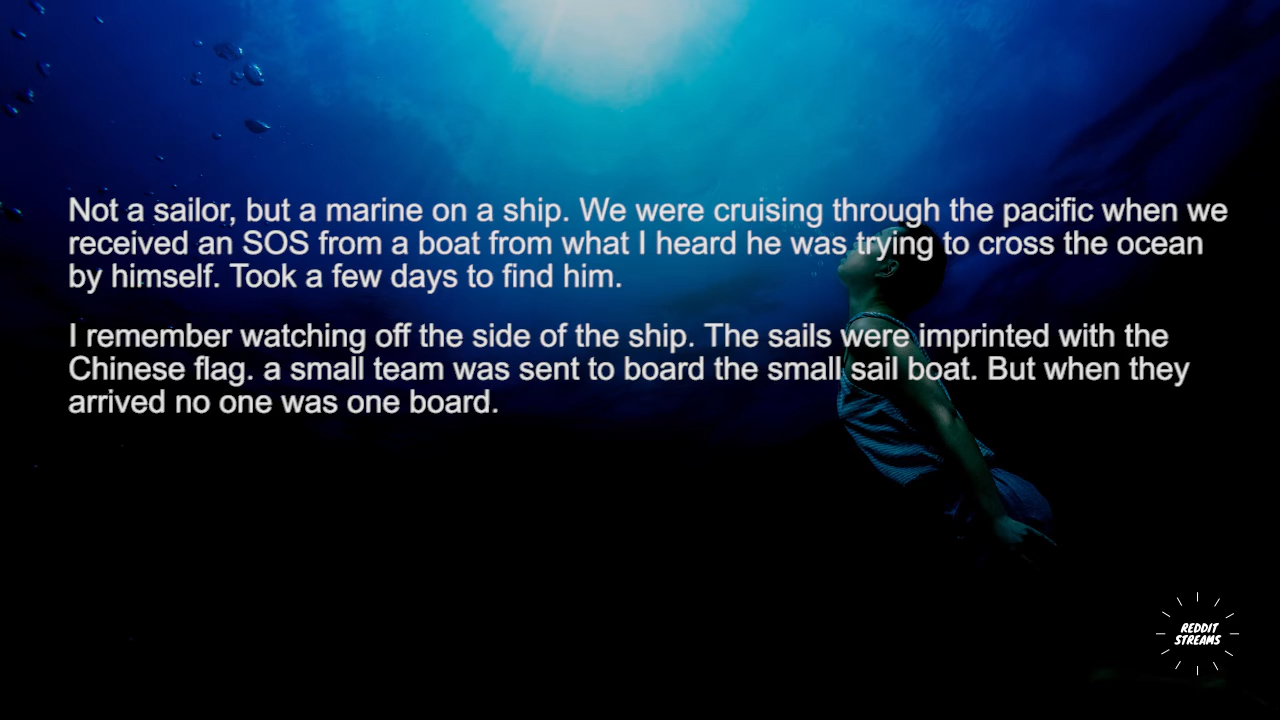 Not a sailor, but a marine on a ship. We were cruising through the pacific when we
received an SOS from a boat from what I heard he was trying to cross the ocean
by himself. Took a few days to find him.
I remember watching off the side of the ship. The sails were imprinted with the
Chinese flag. a small team was sent to board the small sail boat. But when they
arrived no one was one board.
REDDIT
STREAMS